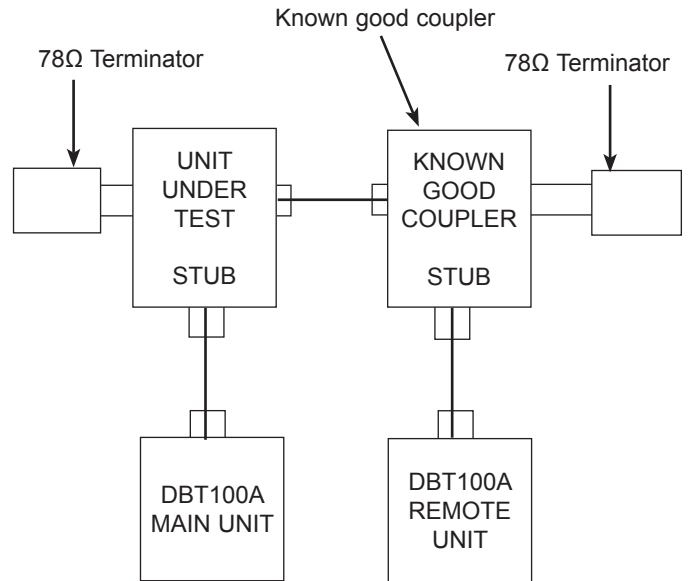 Known good coupler
78Ω Terminator
78Ω Terminator
UNIT
UNDER
TEST
STUB
KNOWN
GOOD
COUPLER
STUB
DBT100A
MAIN UNIT
DBT100A
REMOTE
UNIT